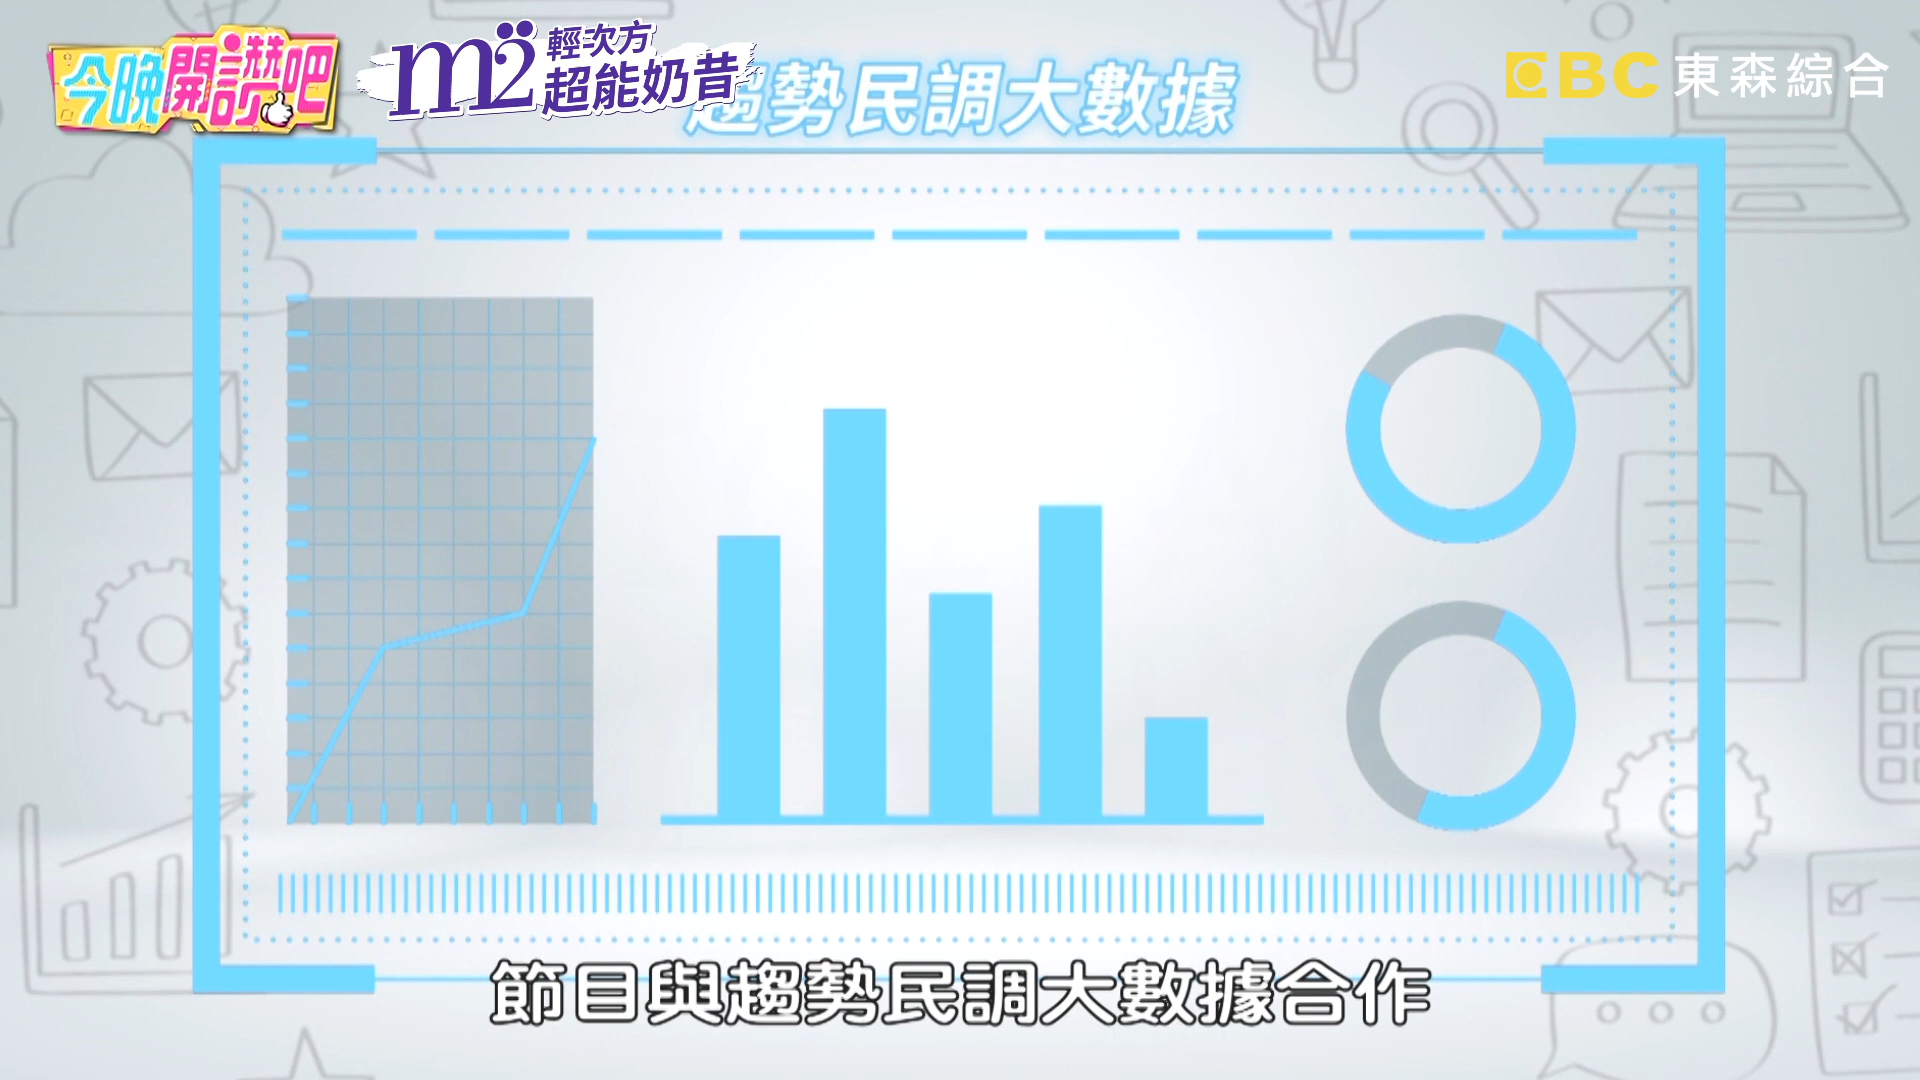 今晚開讚吧
m2 輕次方
超能奶昔
趨勢民調大數據
EBC 東森綜合
節目與趨勢民調大數據合作